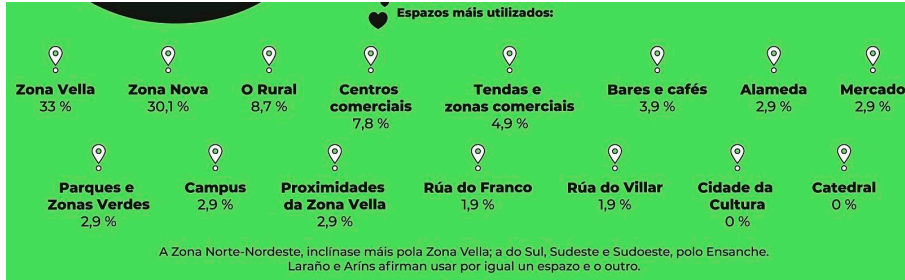 Espazos máis utilizados:
Zona Vella
33 %
Zona Nova
30,1 %
O Rural
8,7 %
Centros
comerciais
7,8 %
Tendas e
zonas comerciais
4,9 %
Bares e cafés
3,9 %
Alameda
2,9 %
Mercado
2,9 %
Parques e
Zonas Verdes
2,9 %
Campus
2,9 %
Proximidades
da Zona Vella
2,9 %
Rúa do Franco
1,9 %
Rúa do Villar
1,9 %
Cidade da
Cultura
0 %
Catedral
0 %
A Zona Norte-Nordeste, inclínase máis pola Zona Vella; a do Sul, Sudeste e Sudoeste, polo Ensanche.
Laraño e Aríns afirman usar por igual un espazo e o outro.